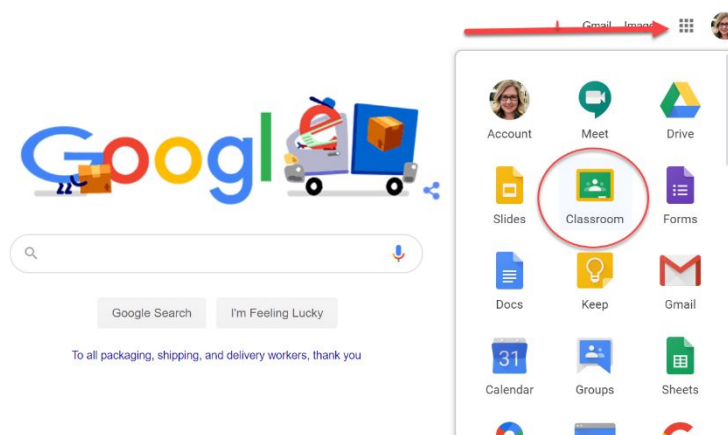 Gmail
Google
Account
Meet
Drive
Slides
Classroom
Forms
Docs
Keep
Gmail
31
Calendar
Groups
Sheets
Google Search
I'm Feeling Lucky
To all packaging, shipping, and delivery workers, thank you